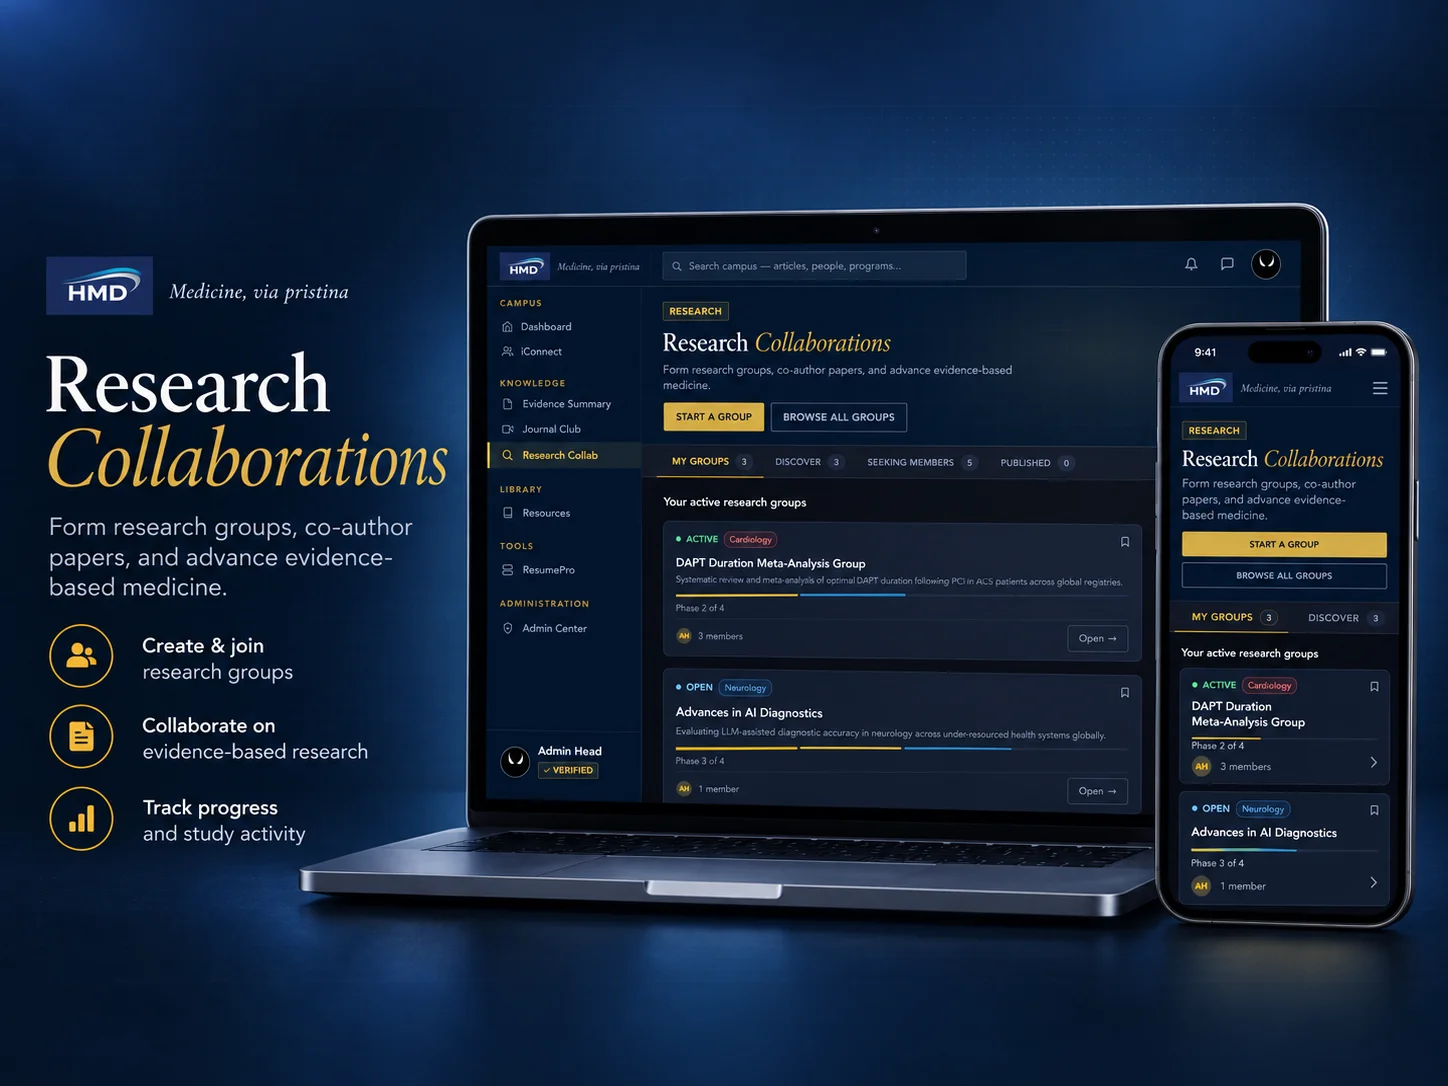 HMD
Medicine, via pristina
Research
Collaborations
Form research groups, co-author
papers, and advance evidence-
based medicine.
Create & join
research groups
Collaborate on
evidence-based research
Track progress
and study activity
HMD
Medicine, via pristina
Search campus — articles, people, programs...
CAMPUS
Dashboard
iConnect
KNOWLEDGE
Evidence Summary
Journal Club
Research Collab
LIBRARY
Resources
TOOLS
ResumePro
ADMINISTRATION
Admin Center
Admin Head
✓ VERIFIED
RESEARCH
Research Collaborations
Form research groups, co-author papers, and advance evidence-based
medicine.
START A GROUP
BROWSE ALL GROUPS
MY GROUPS 3
DISCOVER 3
SEEKING MEMBERS 5
PUBLISHED 0
Your active research groups
ACTIVE Cardiology
DAPT Duration Meta-Analysis Group
Systematic review and meta-analysis of optimal DAPT duration following PCI in ACS patients across global registries.
Phase 2 of 4
AH 3 members
Open →
OPEN Neurology
Advances in AI Diagnostics
Evaluating LLM-assisted diagnostic accuracy in neurology across under-resourced health systems globally.
Phase 3 of 4
AH 1 member
Open →
9:41
HMD
Medicine, via pristina
RESEARCH
Research Collaborations
Form research groups, co-author
papers, and advance evidence-
based medicine.
START A GROUP
BROWSE ALL GROUPS
MY GROUPS 3
DISCOVER 3
Your active research groups
ACTIVE Cardiology
DAPT Duration
Meta-Analysis Group
Phase 2 of 4
AH 3 members
OPEN Neurology
Advances in AI Diagnostics
Phase 3 of 4
AH 1 member